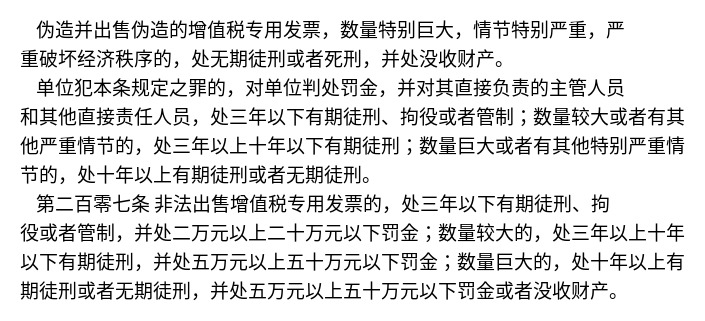 伪造并出售伪造的增值税专用发票，数量特别巨大，情节特别严重，严
重破坏经济秩序的，处无期徒刑或者死刑，并处没收财产。
单位犯本条规定之罪的，对单位判处罚金，并对其直接负责的主管人员
和其他直接责任人员，处三年以下有期徒刑、拘役或者管制；数量较大或者有其
他严重情节的，处三年以上十年以下有期徒刑；数量巨大或者有其他特别严重情
节的，处十年以上有期徒刑或者无期徒刑。
第二百零七条 非法出售增值税专用发票的，处三年以下有期徒刑、拘
役或者管制，并处二万元以上二十万元以下罚金；数量较大的，处三年以上十年
以下有期徒刑，并处五万元以上五十万元以下罚金；数量巨大的，处十年以上有
期徒刑或者无期徒刑，并处五万元以上五十万元以下罚金或者没收财产。